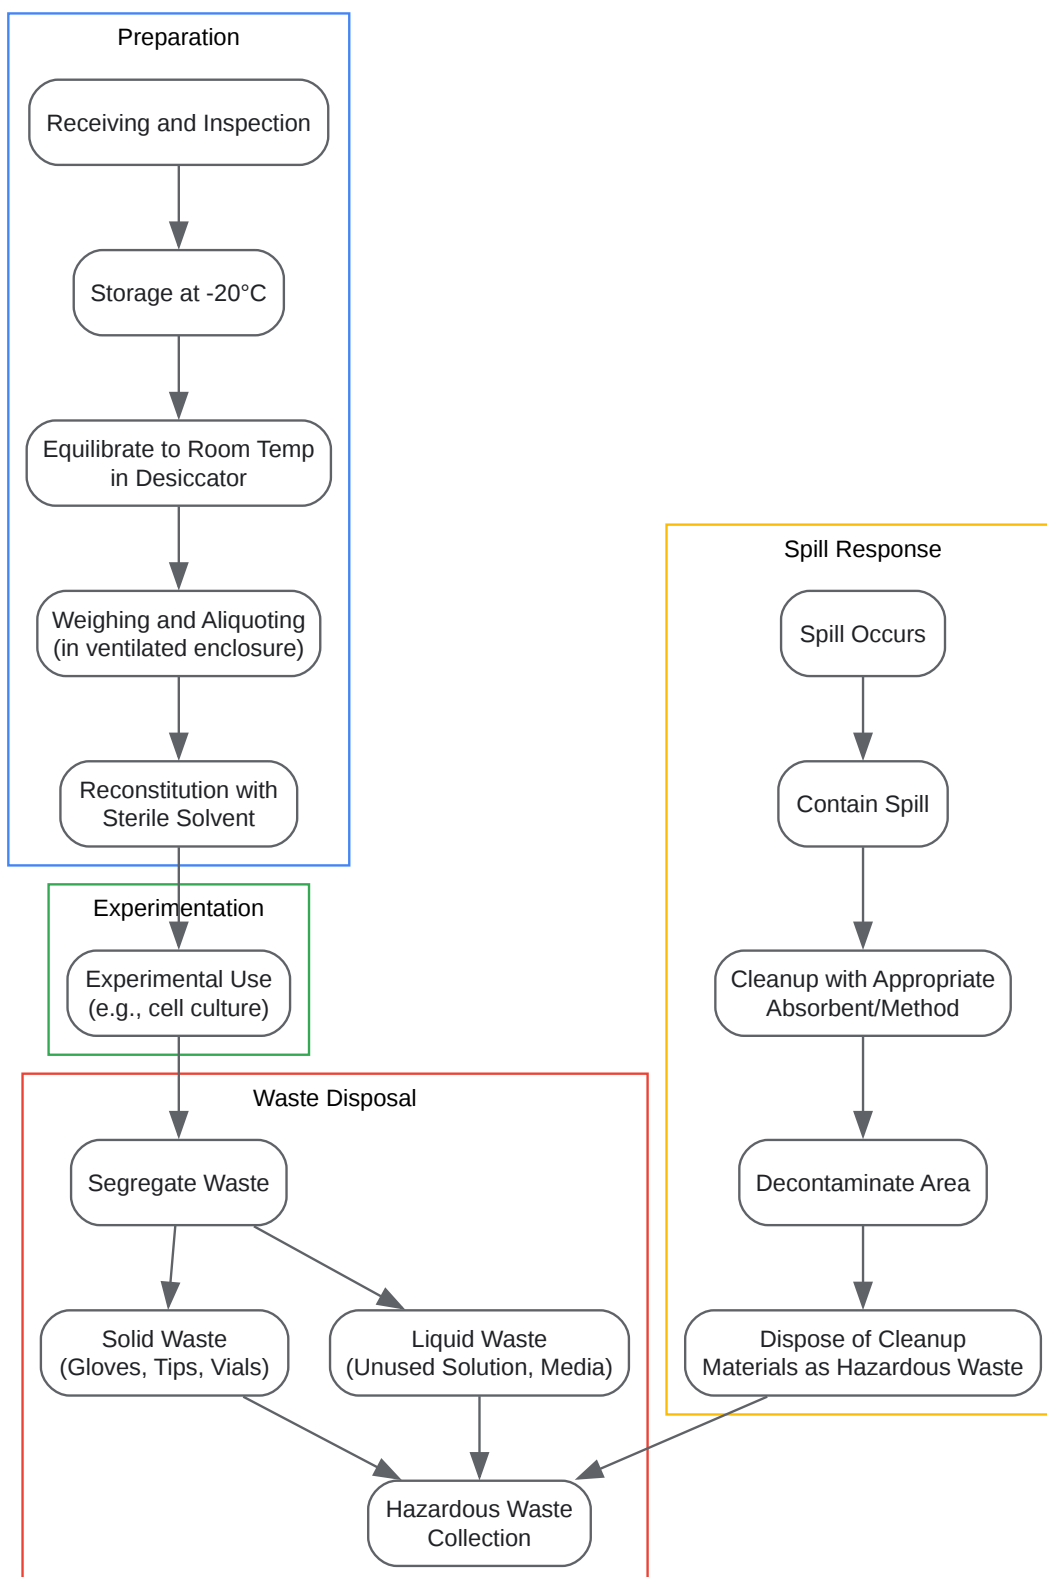 Preparation
Receiving and Inspection
Storage at -20°C
Equilibrate to Room Temp
in Desiccator
Weighing and Aliquoting
(in ventilated enclosure)
Reconstitution with
Sterile Solvent
Experimentation
Experimental Use
(e.g., cell culture)
Waste Disposal
Segregate Waste
Solid Waste
(Gloves, Tips, Vials)
Liquid Waste
(Unused Solution, Media)
Hazardous Waste
Collection
Spill Response
Spill Occurs
Contain Spill
Cleanup with Appropriate
Absorbent/Method
Decontaminate Area
Dispose of Cleanup
Materials as Hazardous Waste